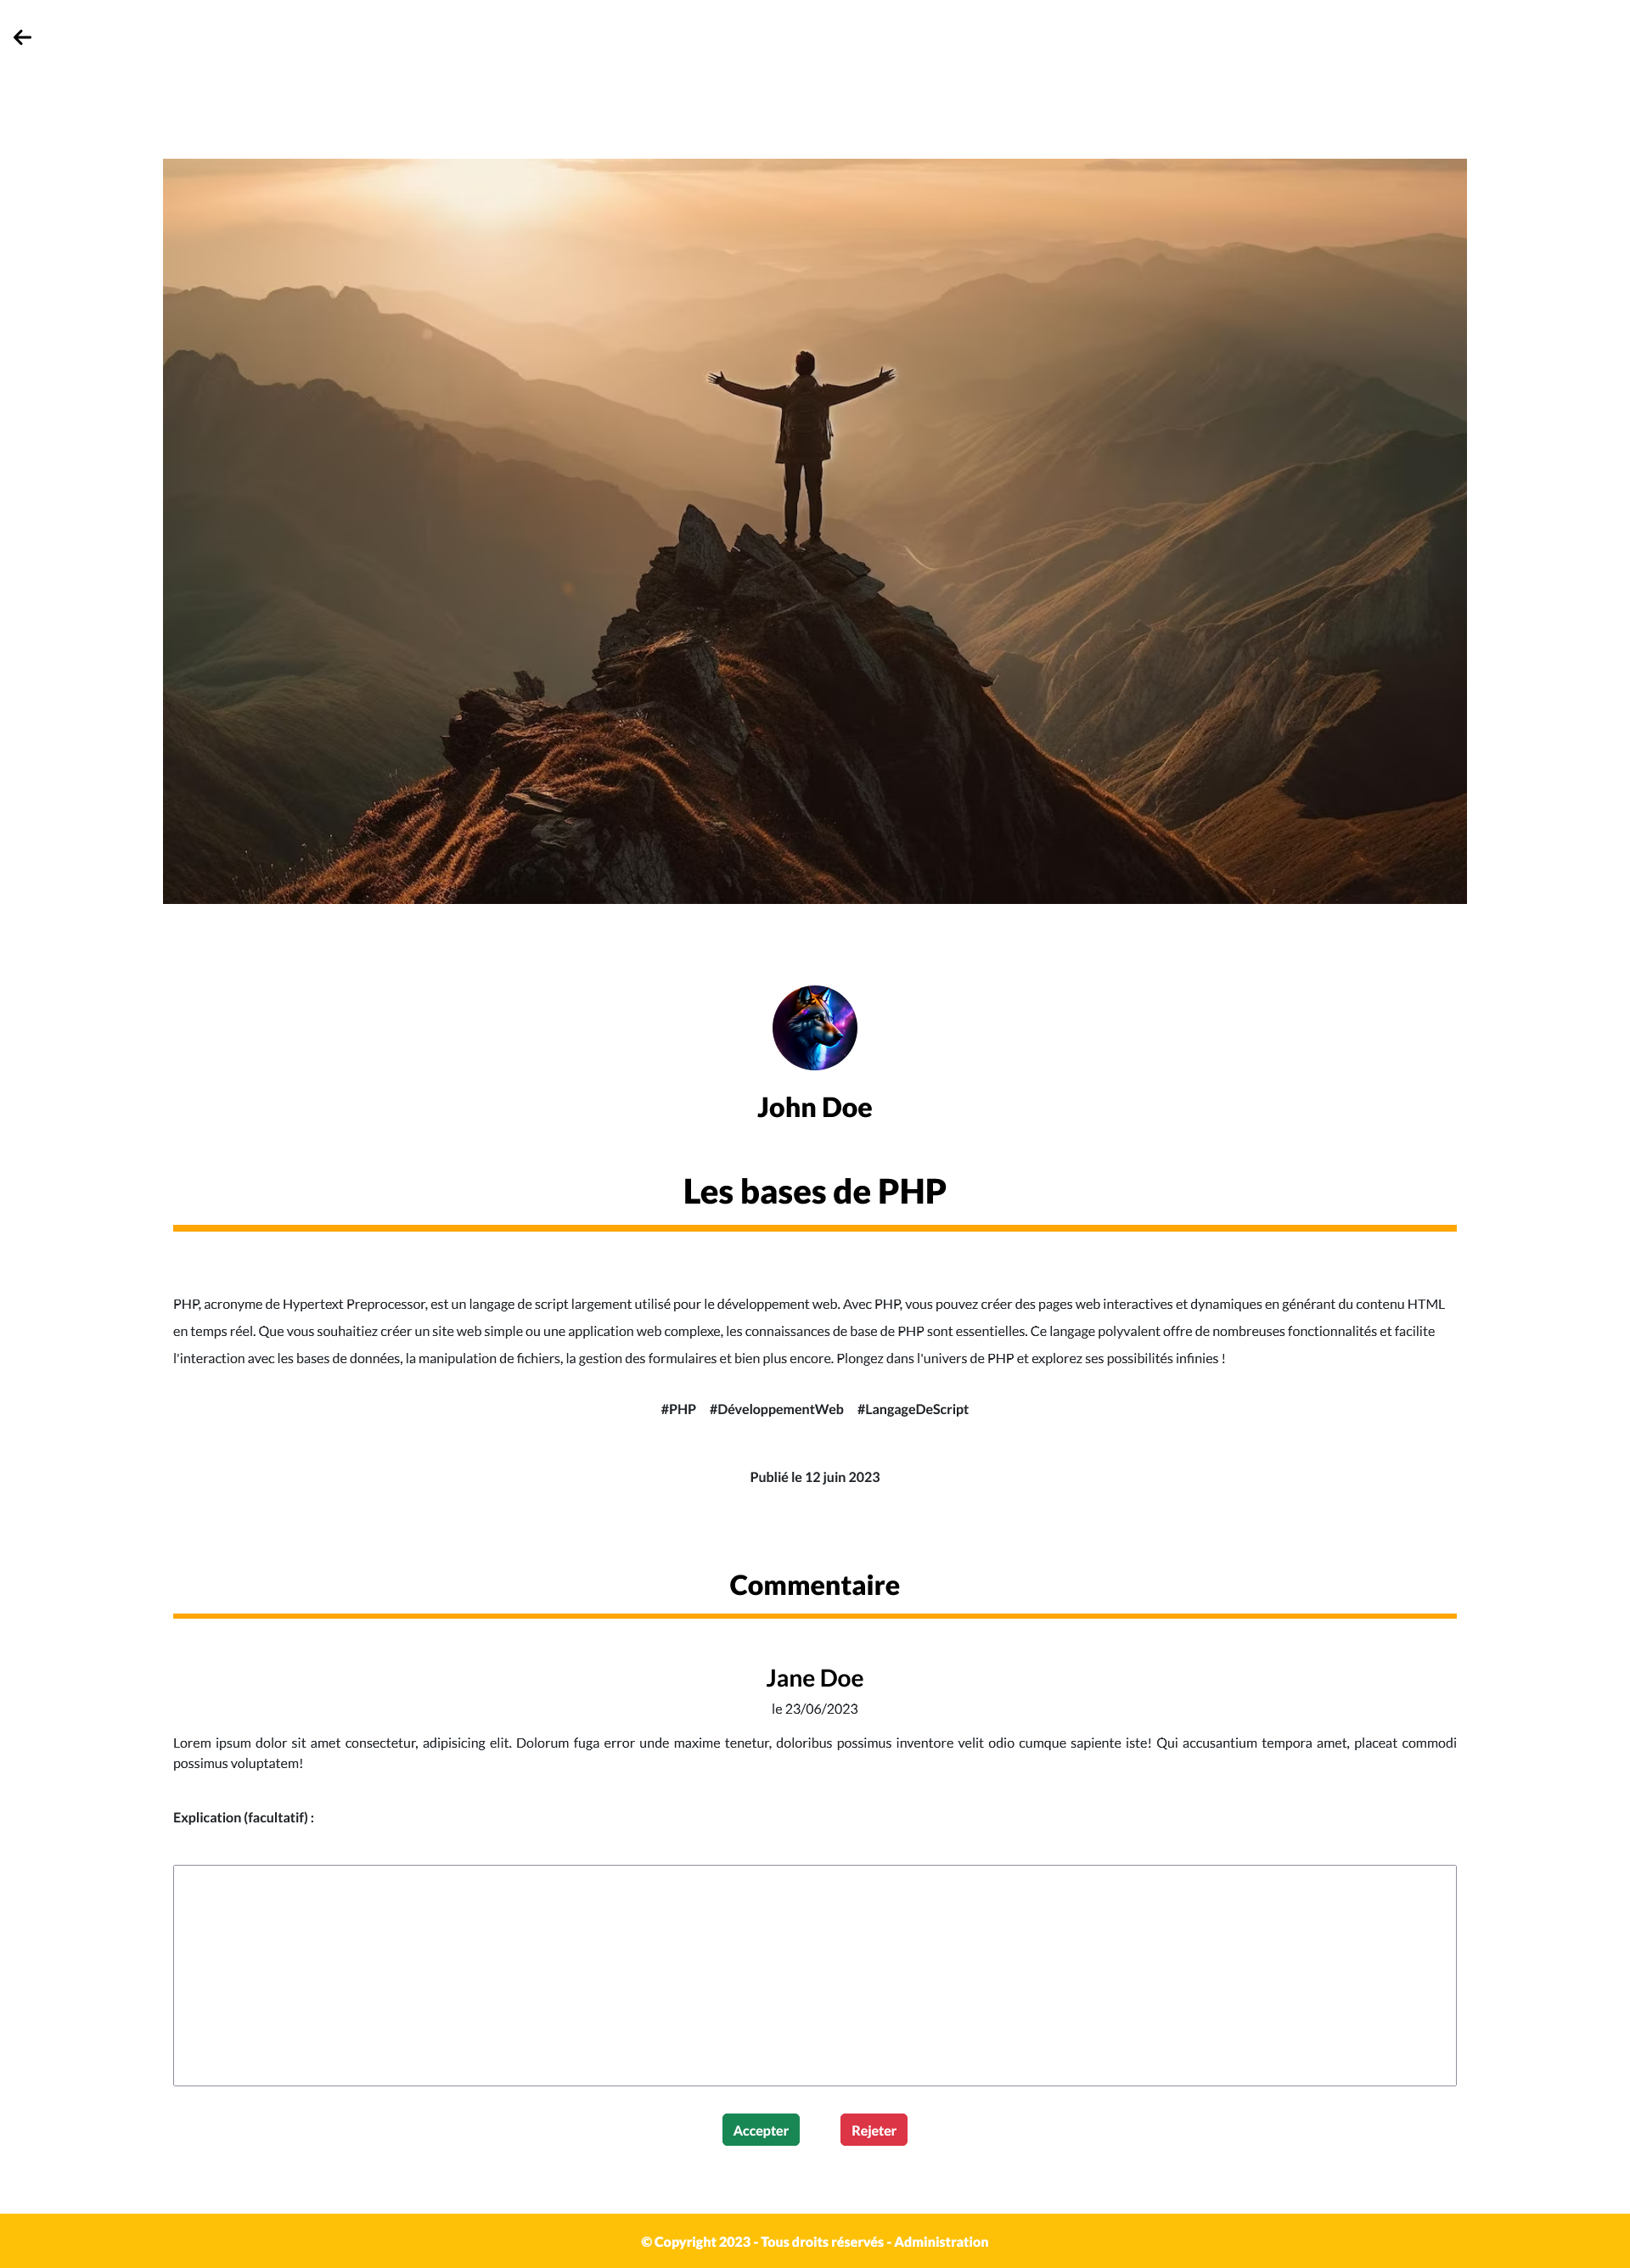 John Doe
Les bases de PHP
PHP, acronyme de Hypertext Preprocessor, est un langage de script largement utilisé pour le développement web. Avec PHP, vous pouvez créer des pages web interactives et dynamiques en générant du contenu HTML
en temps réel. Que vous souhaitiez créer un site web simple ou une application web complexe, les connaissances de base de PHP sont essentielles. Ce langage polyvalent offre de nombreuses fonctionnalités et facilite
l'interaction avec les bases de données, la manipulation de fichiers, la gestion des formulaires et bien plus encore. Plongez dans l'univers de PHP et explorez ses possibilités infinies !
#PHP #DéveloppementWeb #LangageDeScript
Publié le 12 juin 2023
Commentaire
Jane Doe
le 23/06/2023
Lorem ipsum dolor sit amet consectetur, adipisicing elit. Dolorum fuga error unde maxime tenetur, doloribus possimus inventore velit odio cumque sapiente iste! Qui accusantium tempora amet, placeat commodi
possimus voluptatem!
Explication (facultatif) :
Accepter Rejeter
© Copyright 2023 - Tous droits réservés - Administration